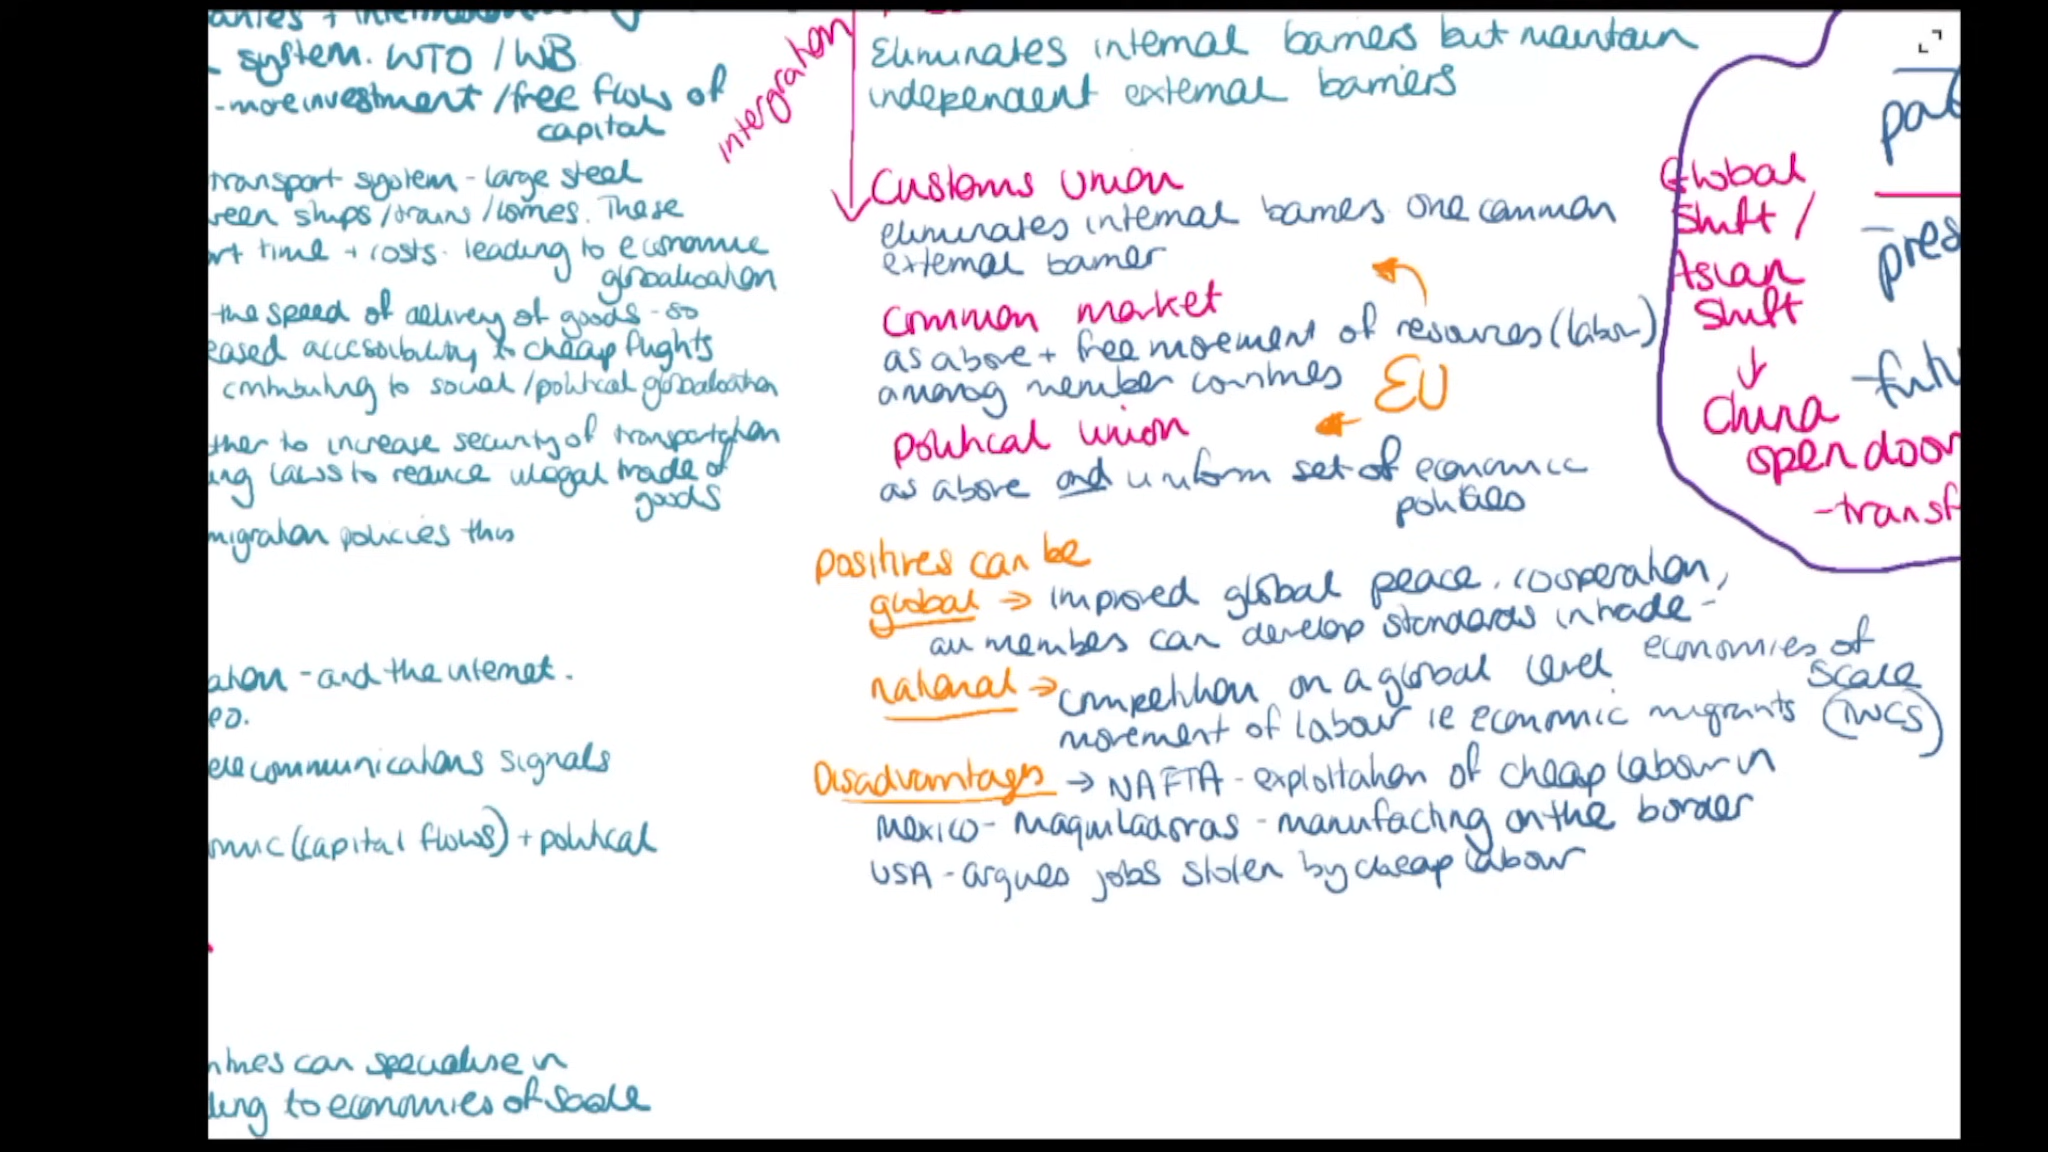 system. WTO / WB
- more investment / free flow of
capital
transport system - large steel
ships / trains / lorries. These
time + costs. leading to economic
globalisation
the speed of delivery of goods - so
accessibility to cheap flights
contributing to social / political globalisation
to increase security of transportation
laws to reduce illegal trade of
goods
migration policies this
- and the internet.
telecommunications signals
(capital flows) + political
can specialise in
to economies of scale
intergration
Eliminates internal barriers but maintain
independent external barriers
Customs Union
eliminates internal barriers one common
external barrier
Common market
as above + free movement of resources (labour)
among member countries
EU
Political union
as above and uniform set of economic
policies
Positives can be
global → improved global peace, cooperation,
all members can develop standards in trade -
national → competition on a global level economies of
scale
movement of labour ie economic migrants (TNCS)
Disadvantages → NAFTA - exploitation of cheap labour in
Mexico - maquiladoras - manufacting on the border
USA - argues jobs stolen by cheap labour
Global
Shift /
Asian
Shift
↓
China
open door
- transf